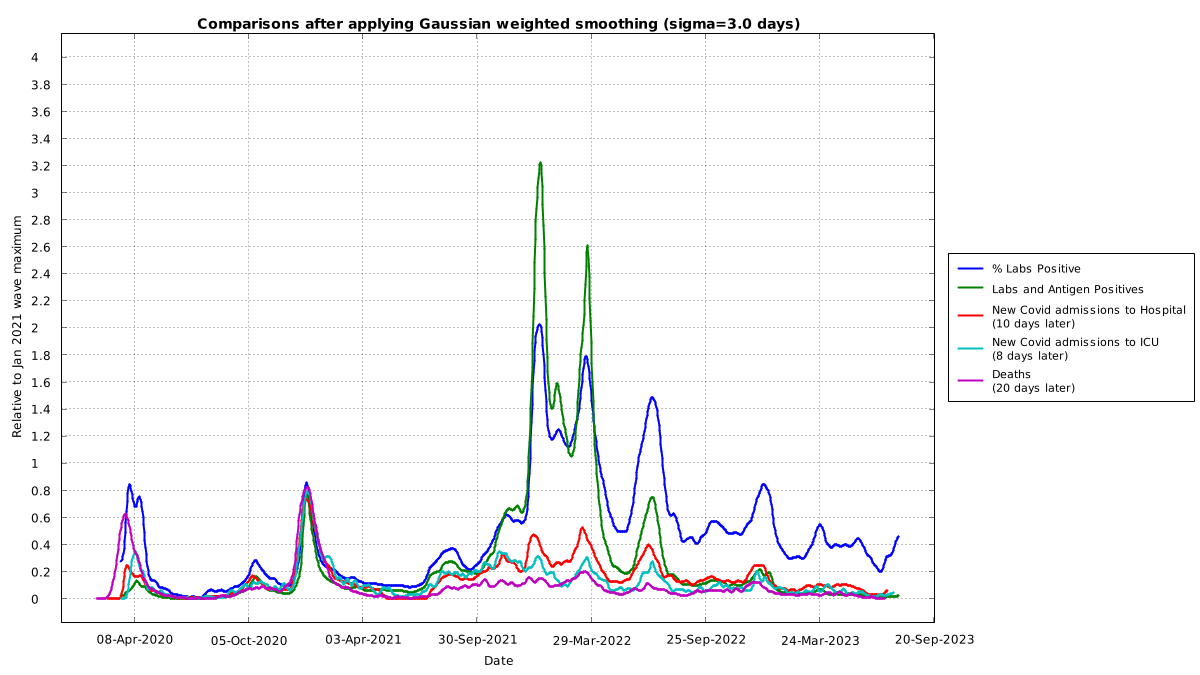 Comparisons after applying Gaussian weighted smoothing (sigma=3.0 days)
Relative to Jan 2021 wave maximum
4
3.8
3.6
3.4
3.2
3
2.8
2.6
2.4
2.2
2
1.8
1.6
1.4
1.2
1
0.8
0.6
0.4
0.2
0
08-Apr-2020
05-Oct-2020
03-Apr-2021
30-Sep-2021
29-Mar-2022
25-Sep-2022
24-Mar-2023
20-Sep-2023
Date
% Labs Positive
Labs and Antigen Positives
New Covid admissions to Hospital
(10 days later)
New Covid admissions to ICU
(8 days later)
Deaths
(20 days later)